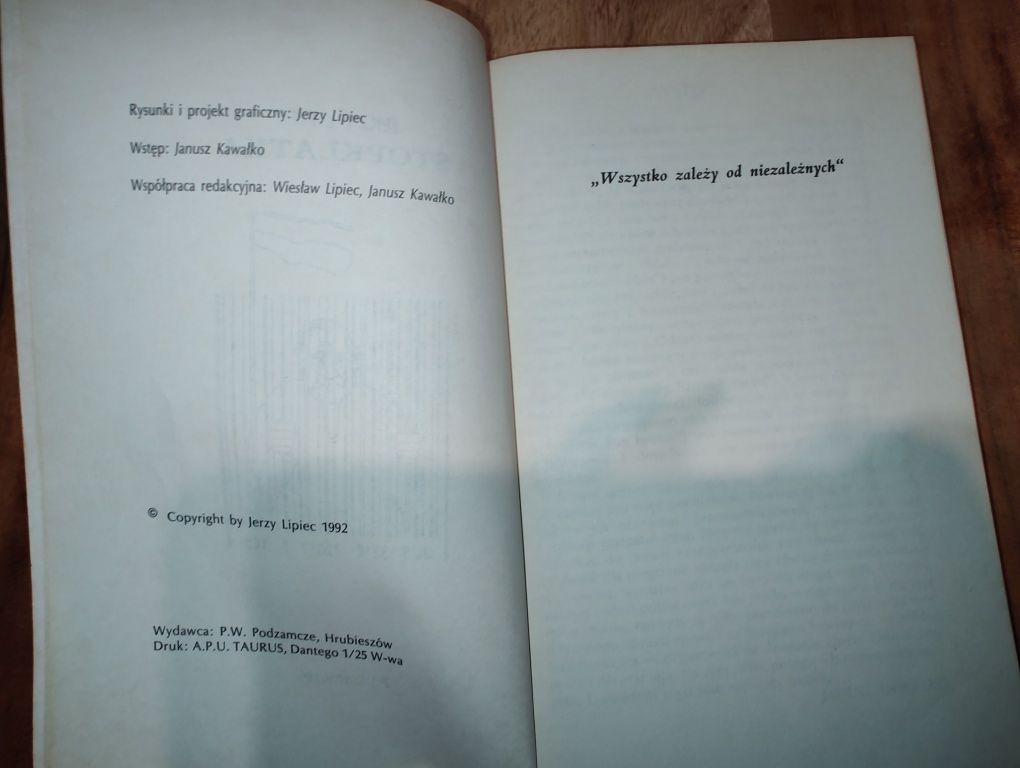 Rysunki i projekt graficzny: Jerzy Lipiec
Wstęp: Janusz Kawałko
Współpraca redakcyjna: Wiesław Lipiec, Janusz Kawałko
© Copyright by Jerzy Lipiec 1992
Wydawca: P.W. Podzamcze, Hrubieszów
Druk: A.P.U. TAURUS, Dantego 1/25 W-wa
„Wszystko zależy od niezależnych“